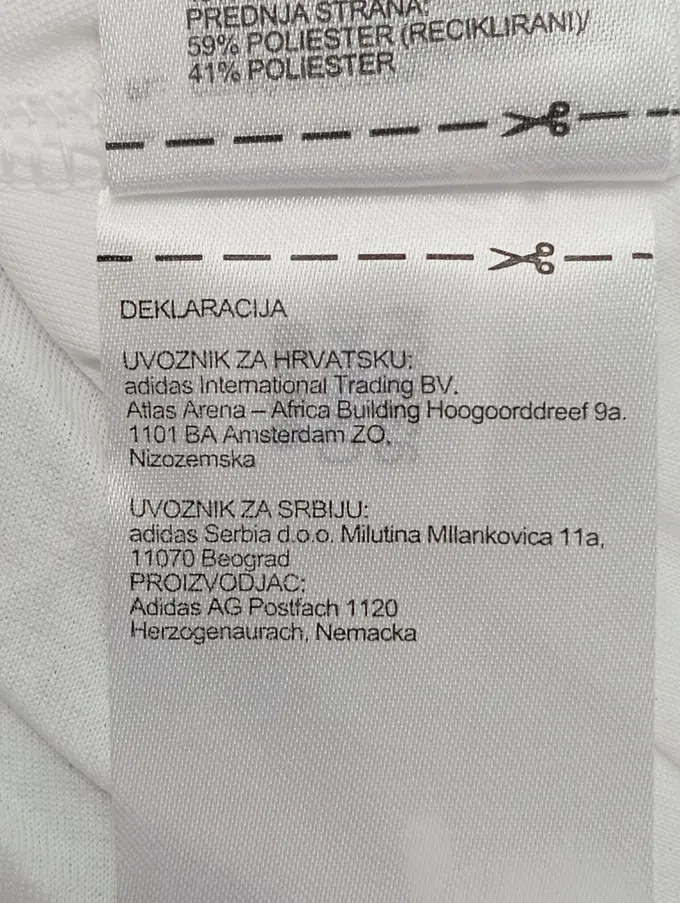 PREDNJA STRANA:
59% POLIESTER (RECIKLIRANI)/
41% POLIESTER
DEKLARACIJA
UVOZNIK ZA HRVATSKU:
adidas International Trading BV.
Atlas Arena – Africa Building Hoogoorddreef 9a.
1101 BA Amsterdam ZO,
Nizozemska
UVOZNIK ZA SRBIJU:
adidas Serbia d.o.o. Milutina MIlankovica 11a,
11070 Beograd
PROIZVODJAC:
Adidas AG Postfach 1120
Herzogenaurach, Nemacka